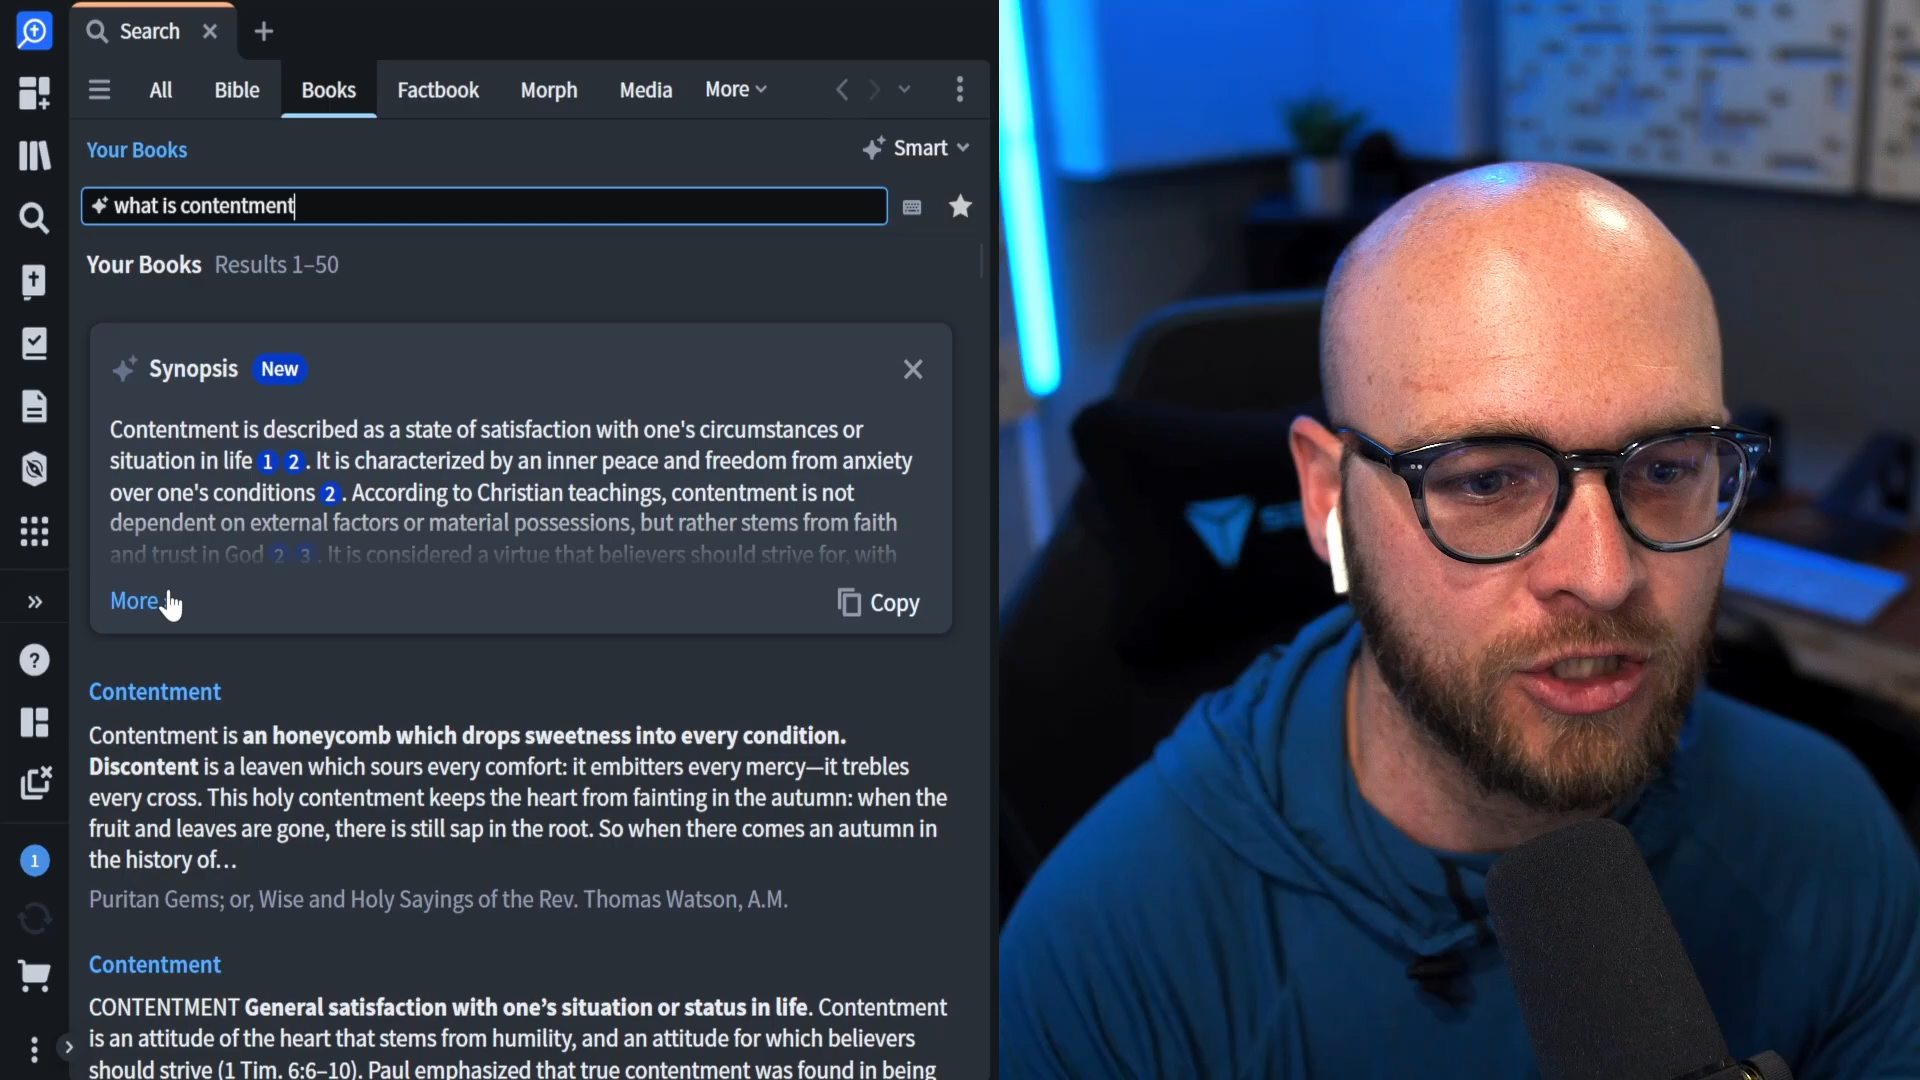 Search
All Bible Books Factbook Morph Media More
Your Books
Smart
what is contentment
Your Books Results 1–50
Synopsis New
Contentment is described as a state of satisfaction with one's circumstances or
situation in life 1 2. It is characterized by an inner peace and freedom from anxiety
over one's conditions 2. According to Christian teachings, contentment is not
dependent on external factors or material possessions, but rather stems from faith
and trust in God 2 3. It is considered a virtue that believers should strive for, with
More
Copy
Contentment
Contentment is an honeycomb which drops sweetness into every condition.
Discontent is a leaven which sours every comfort: it embitters every mercy—it trebles
every cross. This holy contentment keeps the heart from fainting in the autumn: when the
fruit and leaves are gone, there is still sap in the root. So when there comes an autumn in
the history of…
Puritan Gems; or, Wise and Holy Sayings of the Rev. Thomas Watson, A.M.
Contentment
CONTENTMENT General satisfaction with one’s situation or status in life. Contentment
is an attitude of the heart that stems from humility, and an attitude for which believers
should strive (1 Tim. 6:6–10). Paul emphasized that true contentment was found in being
?
1